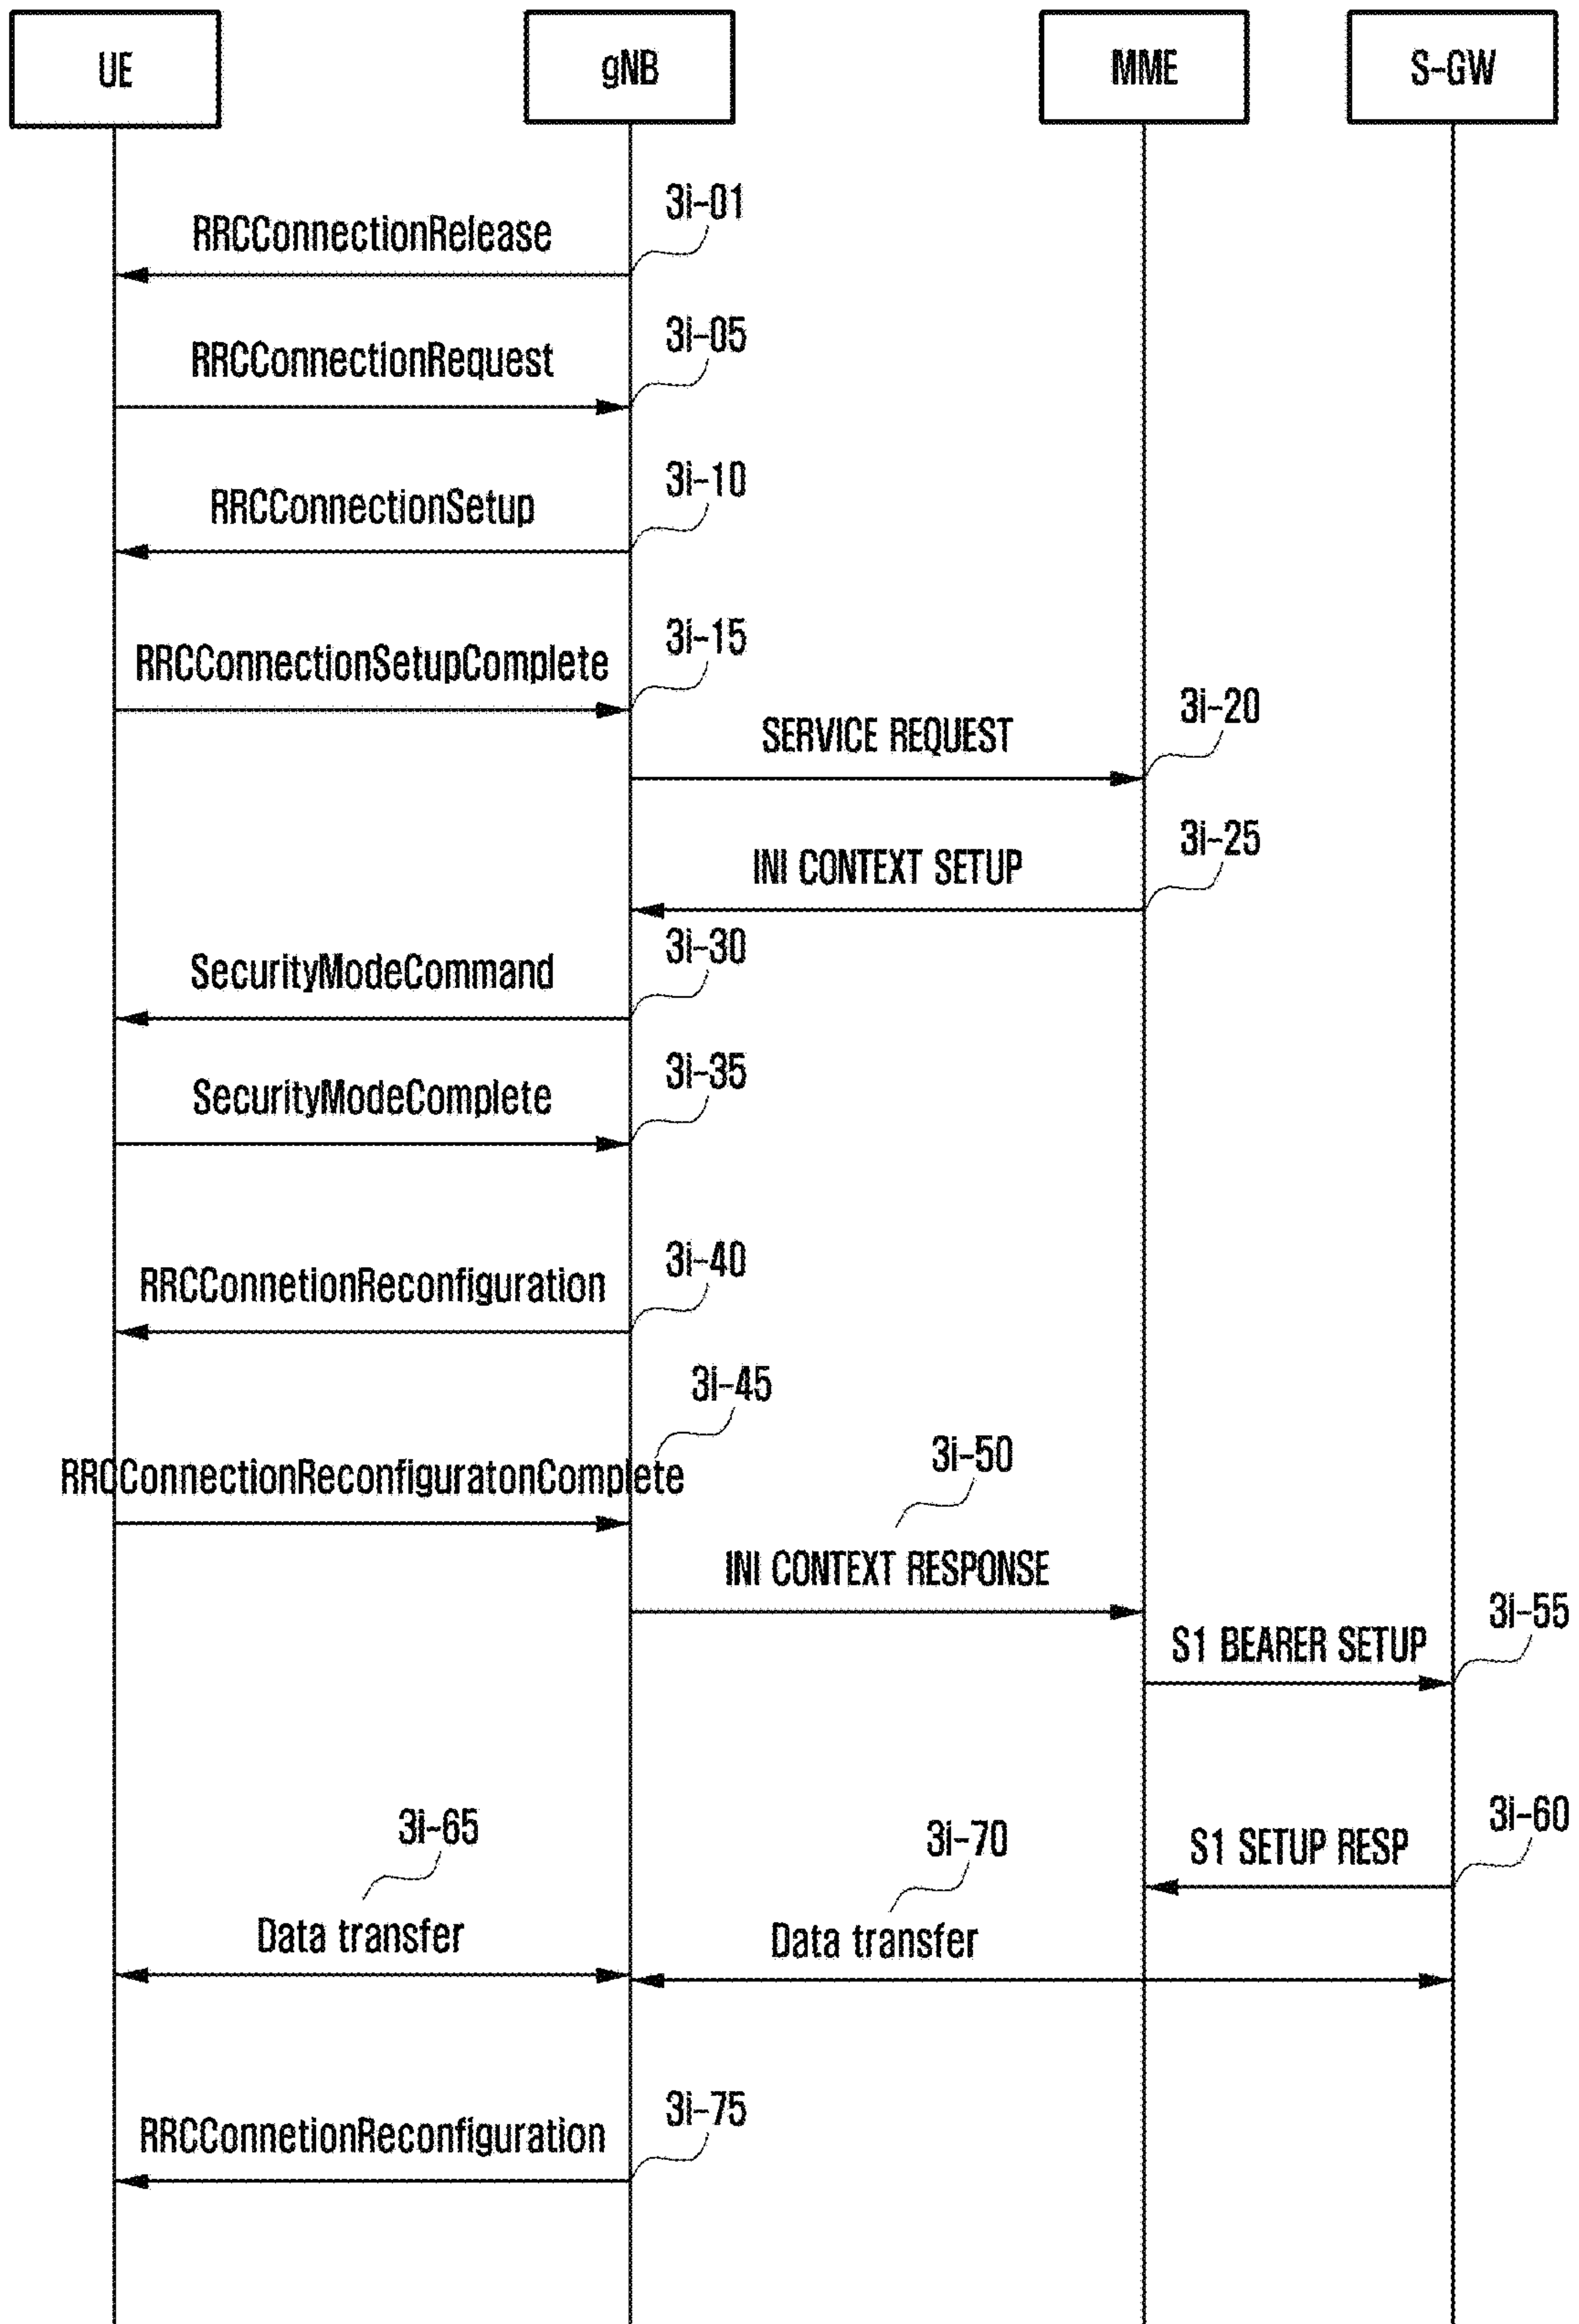 UE
gNB
MME
S-GW
3i-01
RRCConnectionRelease
3i-05
RRCConnectionRequest
3i-10
RRCConnectionSetup
3i-15
RRCConnectionSetupComplete
3i-20
SERVICE REQUEST
3i-25
INI CONTEXT SETUP
3i-30
SecurityModeCommand
3i-35
SecurityModeComplete
3i-40
RRCConnetionReconfiguration
3i-45
RRCConnectionReconfiguratonComplete
3i-50
INI CONTEXT RESPONSE
3i-55
S1 BEARER SETUP
3i-60
S1 SETUP RESP
3i-65
Data transfer
3i-70
Data transfer
3i-75
RRCConnetionReconfiguration